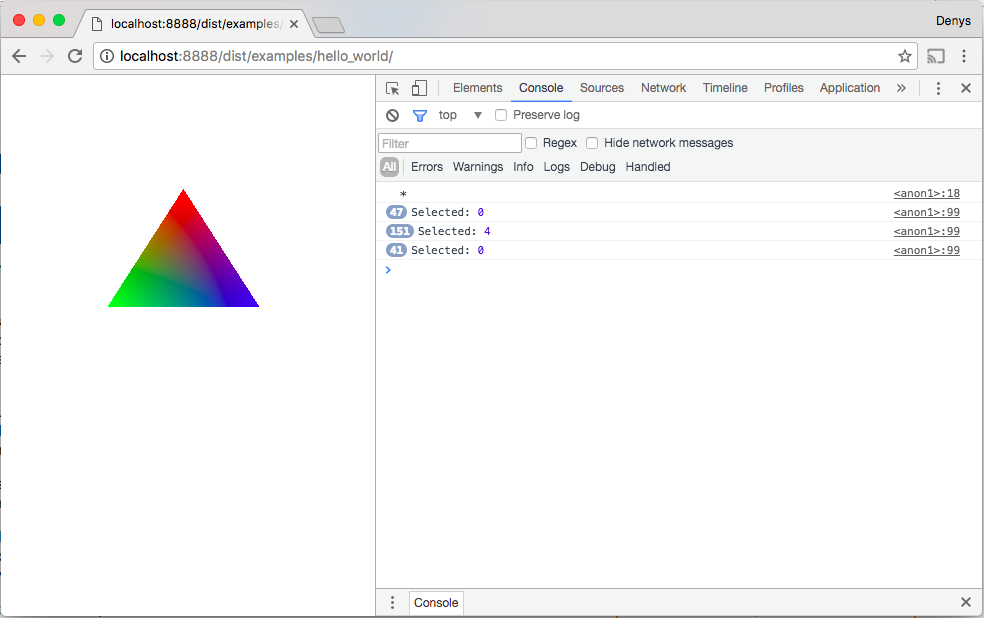 localhost:8888/dist/examples/
Denys
localhost:8888/dist/examples/hello_world/
Elements Console Sources Network Timeline Profiles Application »
top Preserve log
Filter Regex Hide network messages
All Errors Warnings Info Logs Debug Handled
* <anon1>:18
47 Selected: 0 <anon1>:99
151 Selected: 4 <anon1>:99
41 Selected: 0 <anon1>:99
Console